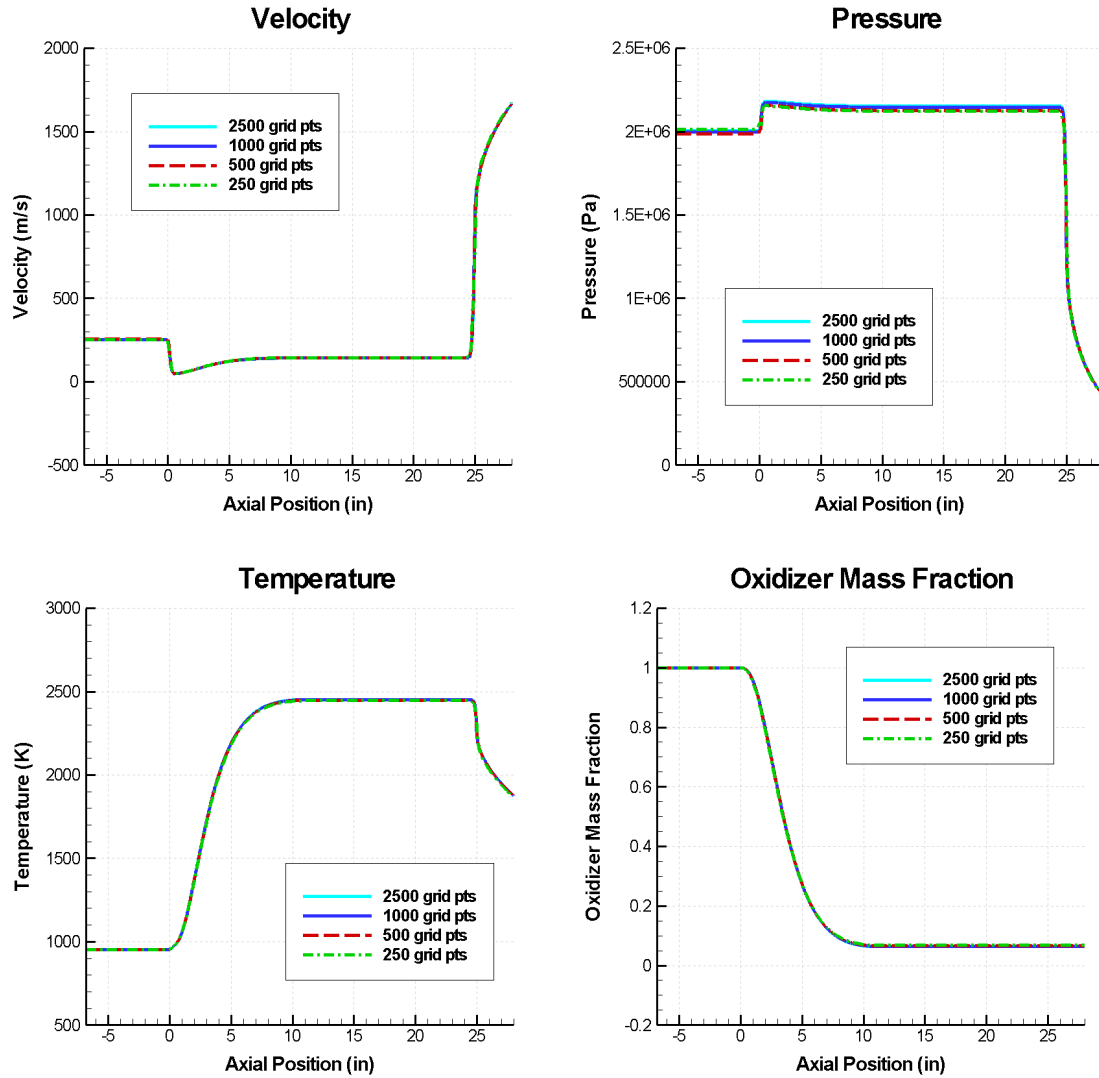 Velocity
2000
1500
1000
500
0
-500
Velocity (m/s)
2500 grid pts
1000 grid pts
500 grid pts
250 grid pts
-5 0 5 10 15 20 25
Axial Position (in)
Pressure
2.5E+06
2E+06
1.5E+06
1E+06
500000
0
Pressure (Pa)
2500 grid pts
1000 grid pts
500 grid pts
250 grid pts
-5 0 5 10 15 20 25
Axial Position (in)
Temperature
3000
2500
2000
1500
1000
500
Temperature (K)
2500 grid pts
1000 grid pts
500 grid pts
250 grid pts
-5 0 5 10 15 20 25
Axial Position (in)
Oxidizer Mass Fraction
1.2
1
0.8
0.6
0.4
0.2
0
-0.2
Oxidizer Mass Fraction
2500 grid pts
1000 grid pts
500 grid pts
250 grid pts
-5 0 5 10 15 20 25
Axial Position (in)